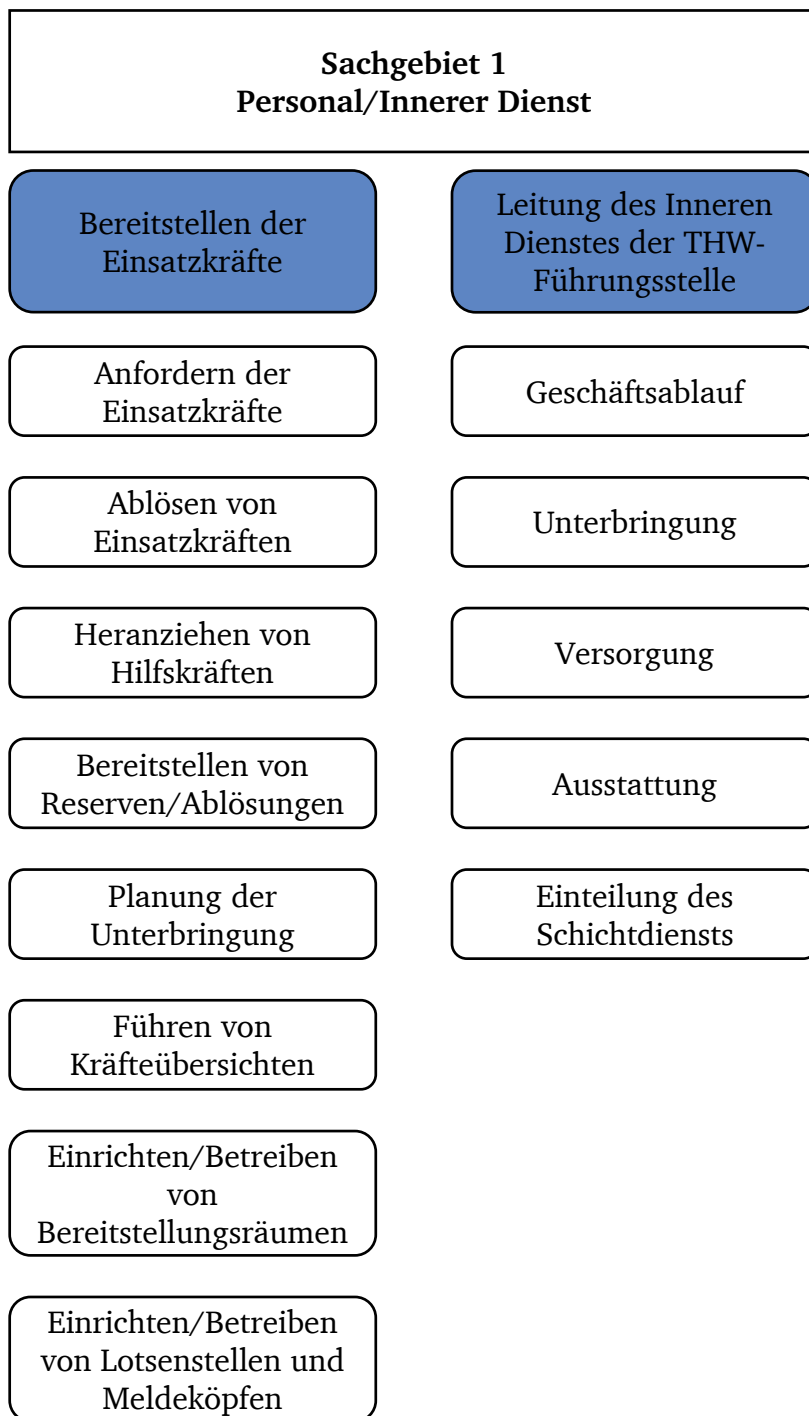 Sachgebiet 1
Personal/Innerer Dienst
Bereitstellen der
Einsatzkräfte
Anfordern der
Einsatzkräfte
Ablösen von
Einsatzkräften
Heranziehen von
Hilfskräften
Bereitstellen von
Reserven/Ablösungen
Planung der
Unterbringung
Führen von
Kräfteübersichten
Einrichten/Betreiben
von
Bereitstellungsräumen
Einrichten/Betreiben
von Lotsenstellen und
Meldeköpfen
Leitung des Inneren
Dienstes der THW-
Führungsstelle
Geschäftsablauf
Unterbringung
Versorgung
Ausstattung
Einteilung des
Schichtdiensts